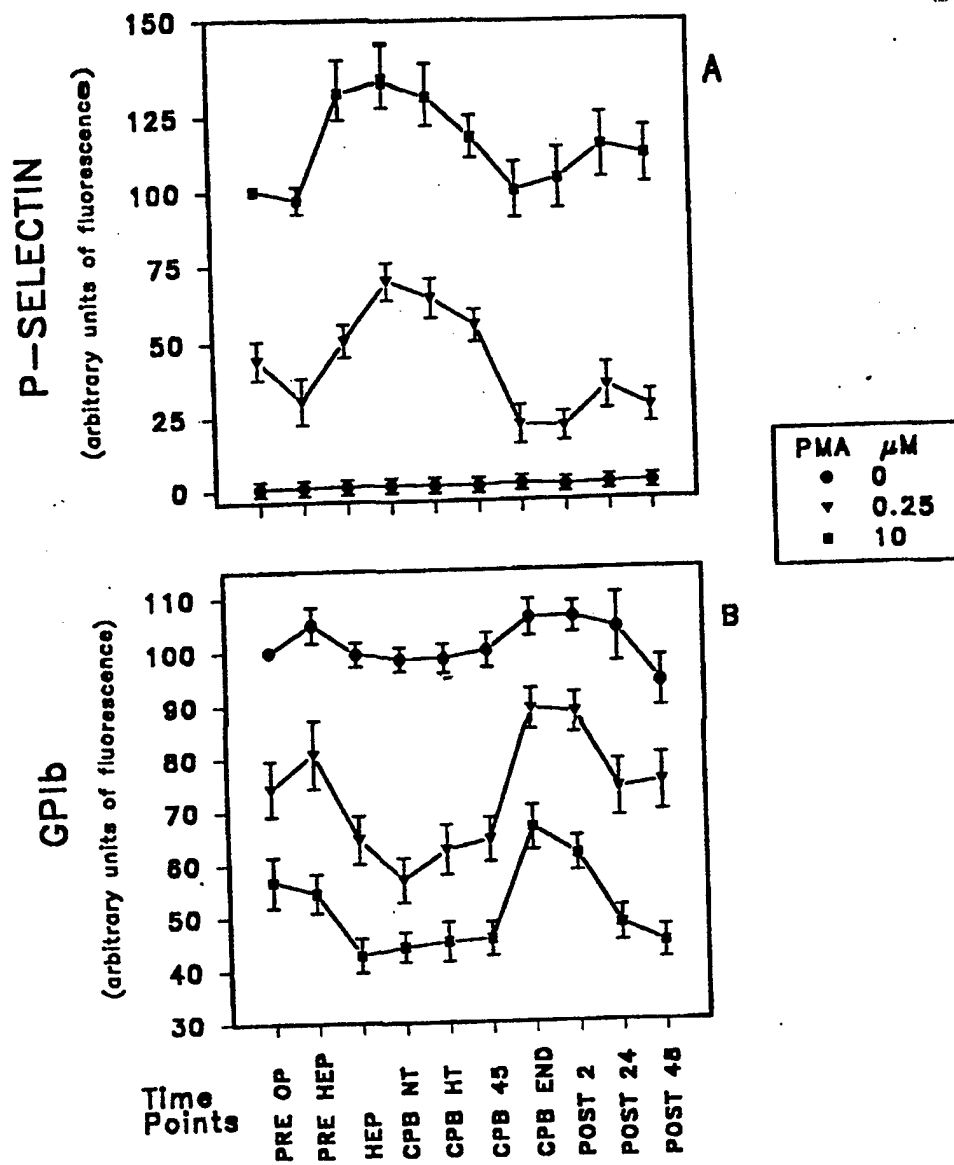 A
P-SELECTIN
(arbitrary units of fluorescence)
150
125
100
75
50
25
0
PMA μM
0
0.25
10
B
GPIb
(arbitrary units of fluorescence)
110
100
90
80
70
60
50
40
30
Time
Points
PRE OP
PRE HEP
HEP
CPB NT
CPB HT
CPB 45
CPB END
POST 2
POST 24
POST 48